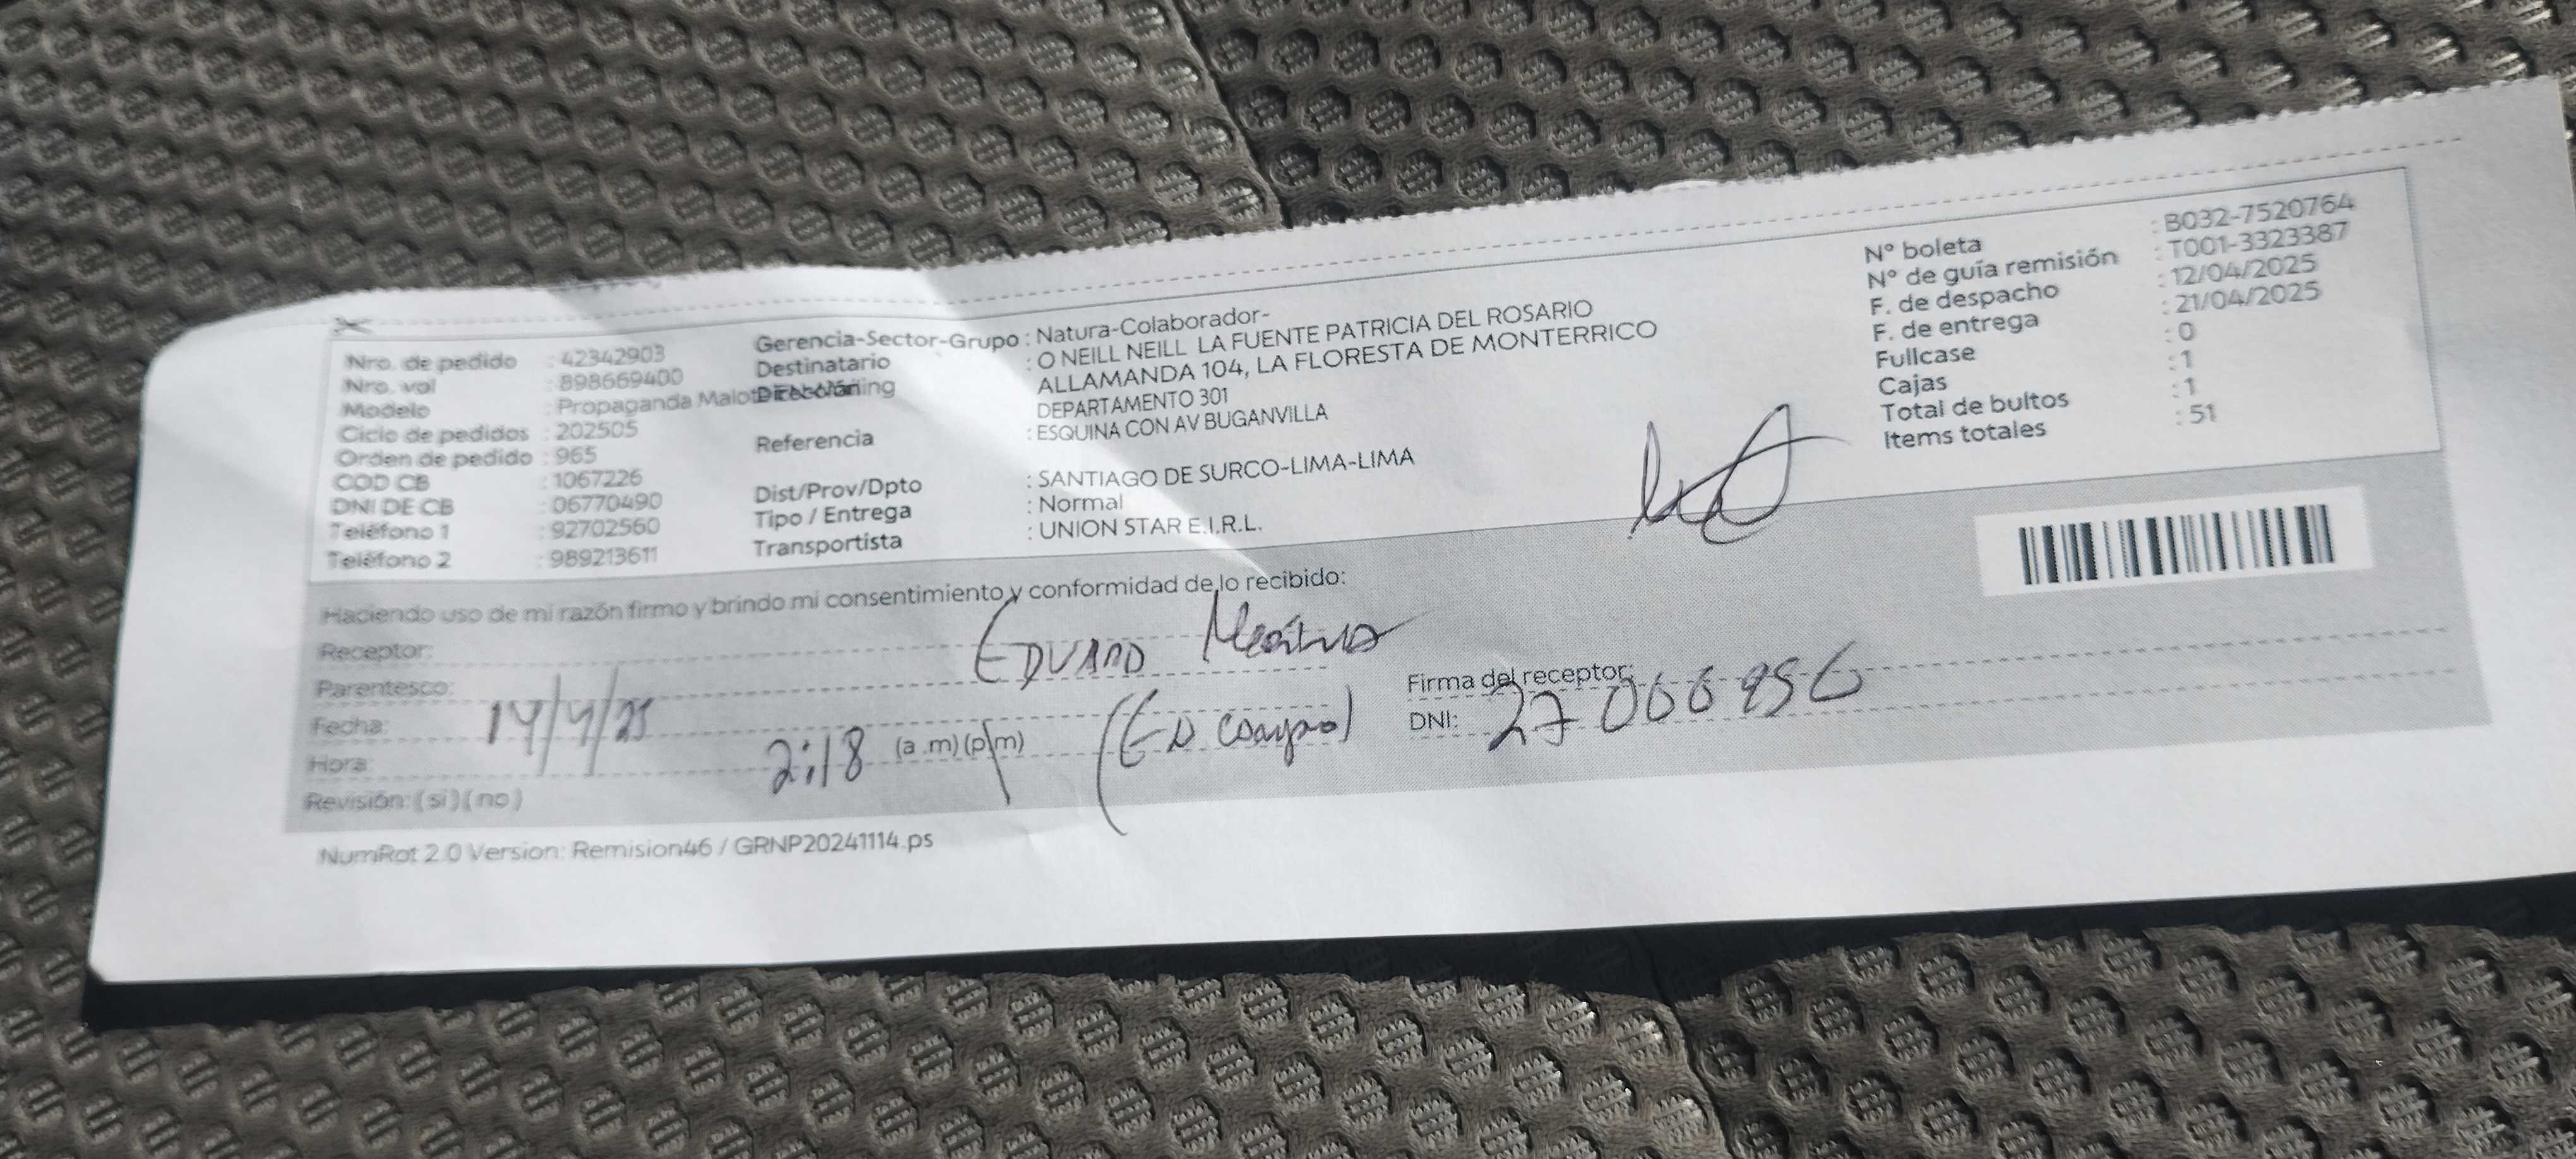 Nro. de pedido : 42342903
Nro. val : 898669400
Modelo : Propaganda
Ciclo de pedidos : 202505
Orden de pedido : 965
COD CB : 1067226
DNI DE CB : 06770490
Teléfono 1 : 92702560
Teléfono 2 : 989213611
Gerencia-Sector-Grupo : Natura-Colaborador-
Destinatario : O NEILL NEILL LA FUENTE PATRICIA DEL ROSARIO
Dirección ALLAMANDA 104, LA FLORESTA DE MONTERRICO
DEPARTAMENTO 301
Referencia : ESQUINA CON AV BUGANVILLA
Dist/Prov/Dpto : SANTIAGO DE SURCO-LIMA-LIMA
Tipo / Entrega : Normal
Transportista : UNION STAR E.I.R.L.
N° boleta : B032-7520764
N° de guía remisión : T001-3323387
F. de despacho : 12/04/2025
F. de entrega : 21/04/2025
Fullcase : 0
Cajas : 1
Total de bultos : 1
Items totales : 51
Haciendo uso de mi razón firmo y brindo mi consentimiento y conformidad de lo recibido:
Receptor:
Parentesco:
Fecha: 14/4/25
Hora: 2:18 (a.m) (p.m)
Revisión: (si) (no)
Firma del receptor:
DNI:
NumRot 2.0 Version: Remision46 / GRNP20241114.ps